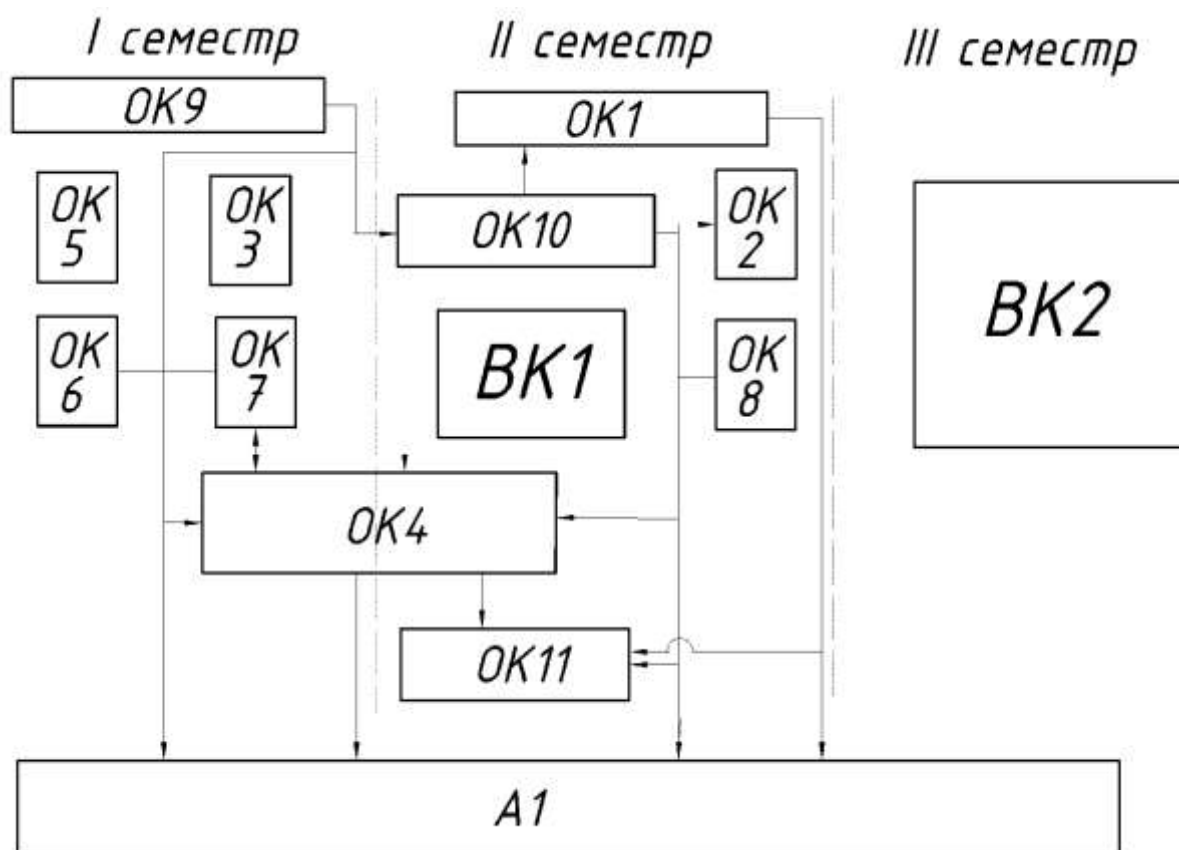 I семестр
II семестр
III семестр
ОК9
ОК1
ОК
5
ОК
3
ОК10
ОК
2
ВК2
ОК
6
ОК
7
ВК1
ОК
8
ОК4
ОК11
А1